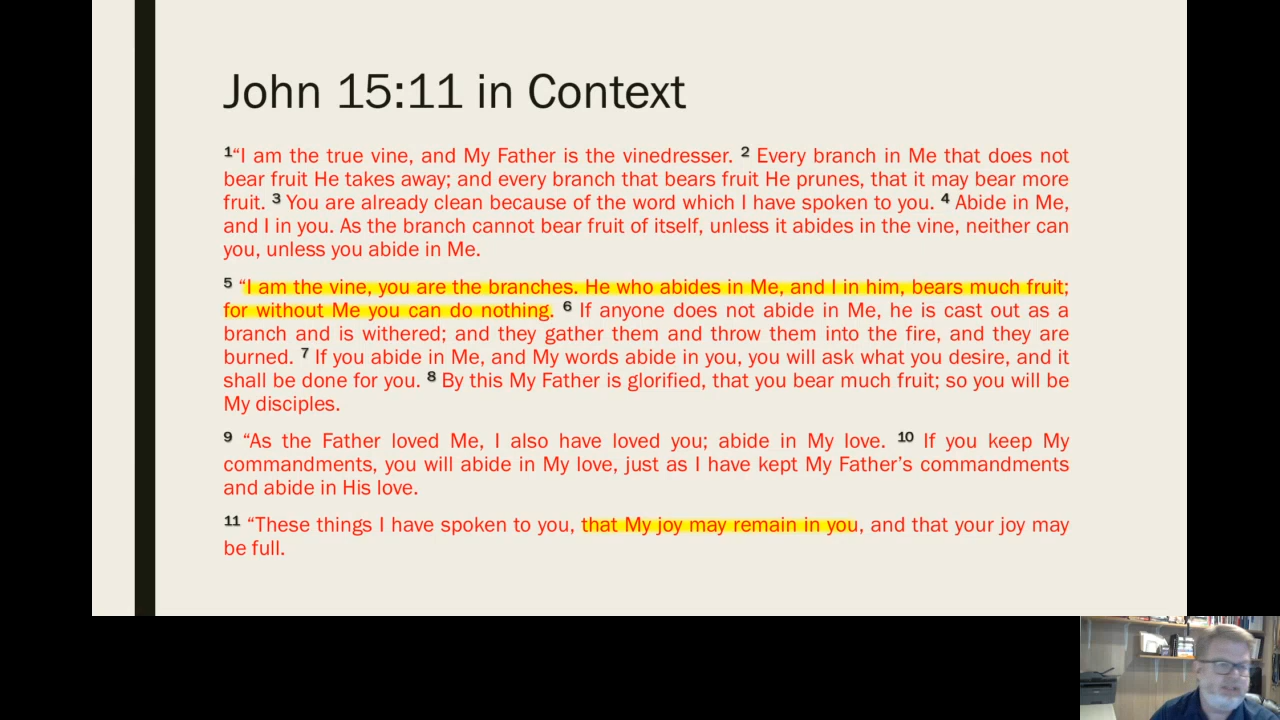 John 15:11 in Context
1“I am the true vine, and My Father is the vinedresser. 2 Every branch in Me that does not
bear fruit He takes away; and every branch that bears fruit He prunes, that it may bear more
fruit. 3 You are already clean because of the word which I have spoken to you. 4 Abide in Me,
and I in you. As the branch cannot bear fruit of itself, unless it abides in the vine, neither can
you, unless you abide in Me.
5 “I am the vine, you are the branches. He who abides in Me, and I in him, bears much fruit;
for without Me you can do nothing. 6 If anyone does not abide in Me, he is cast out as a
branch and is withered; and they gather them and throw them into the fire, and they are
burned. 7 If you abide in Me, and My words abide in you, you will ask what you desire, and it
shall be done for you. 8 By this My Father is glorified, that you bear much fruit; so you will be
My disciples.
9 “As the Father loved Me, I also have loved you; abide in My love. 10 If you keep My
commandments, you will abide in My love, just as I have kept My Father’s commandments
and abide in His love.
11 “These things I have spoken to you, that My joy may remain in you, and that your joy may
be full.